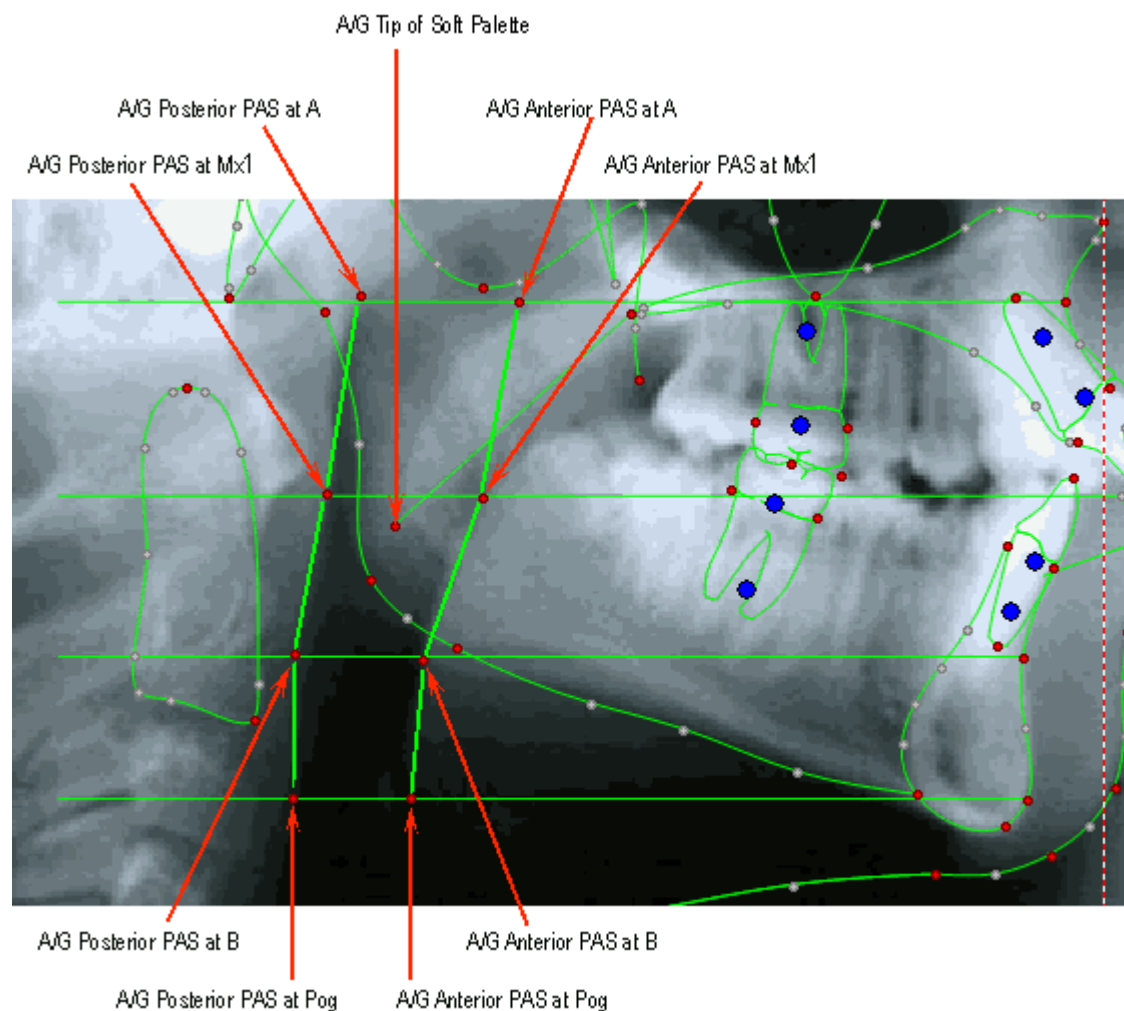 A/G Tip of Soft Palette
A/G Posterior PAS at A
A/G Anterior PAS at A
A/G Posterior PAS at Mx1
A/G Anterior PAS at Mx1
A/G Posterior PAS at B
A/G Anterior PAS at B
A/G Posterior PAS at Pog
A/G Anterior PAS at Pog